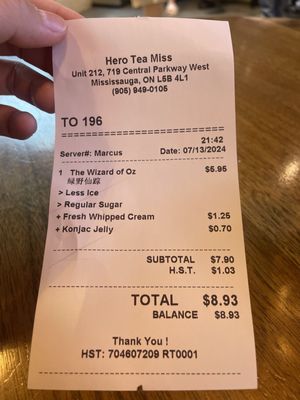 Hero Tea Miss
Unit 212, 719 Central Parkway West
Mississauga, ON L5B 4L1
(905) 949-0105
TO 196
21:42
Server#: Marcus Date: 07/13/2024
1 The Wizard of Oz $5.95
绿野仙踪
> Less Ice
> Regular Sugar
+ Fresh Whipped Cream $1.25
+ Konjac Jelly $0.70
SUBTOTAL $7.90
H.S.T. $1.03
TOTAL $8.93
BALANCE $8.93
Thank You !
HST: 704607209 RT0001